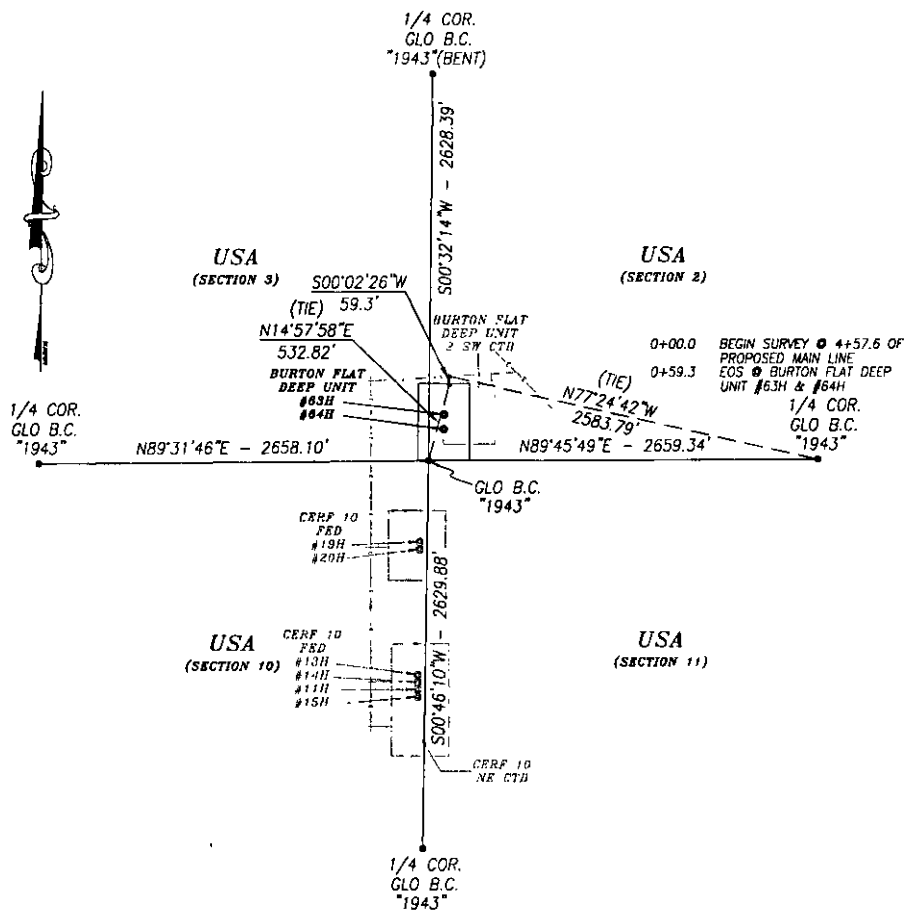 1/4 COR.
GLO B.C.
"1943"(BENT)
S00°32'14"W - 2628.39'
USA
(SECTION 3)
USA
(SECTION 2)
S00°02'26"W
59.3'
(TIE)
N14°57'58"E
532.82'
BURTON FLAT
DEEP UNIT
2 SW CTB
BURTON FLAT
DEEP UNIT
#63H
#64H
0+00.0 BEGIN SURVEY @ 4+57.6 OF
PROPOSED MAIN LINE
0+59.3 EOS @ BURTON FLAT DEEP
UNIT #63H & #64H
(TIE)
N77°24'42"W
2583.79'
1/4 COR.
GLO B.C.
"1943"
1/4 COR.
GLO B.C.
"1943"
N89°31'46"E - 2658.10'
N89°45'49"E - 2659.34'
GLO B.C.
"1943"
CERF 10
FED
#19H
#20H
S00°46'10"W - 2629.88'
USA
(SECTION 10)
CERF 10
FED
#13H
#14H
#11H
#15H
USA
(SECTION 11)
CERF 10
NE CTB
1/4 COR.
GLO B.C.
"1943"